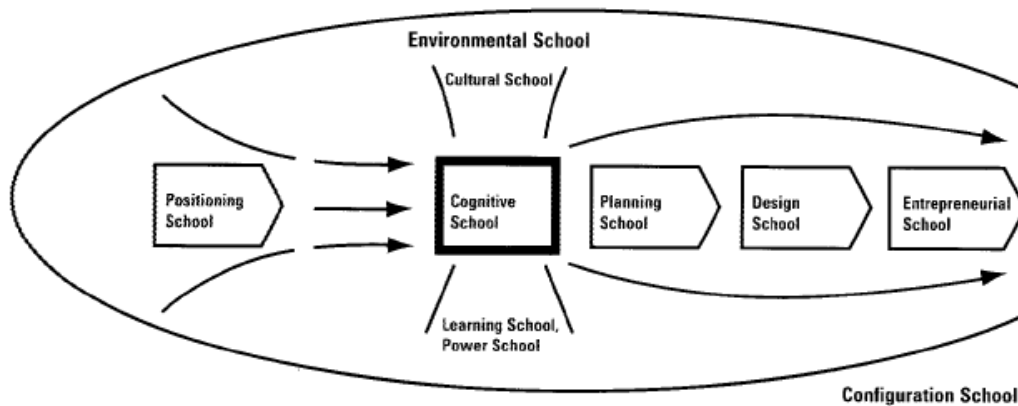 Environmental School
Cultural School
Positioning
School
Cognitive
School
Planning
School
Design
School
Entrepreneurial
School
Learning School,
Power School
Configuration School